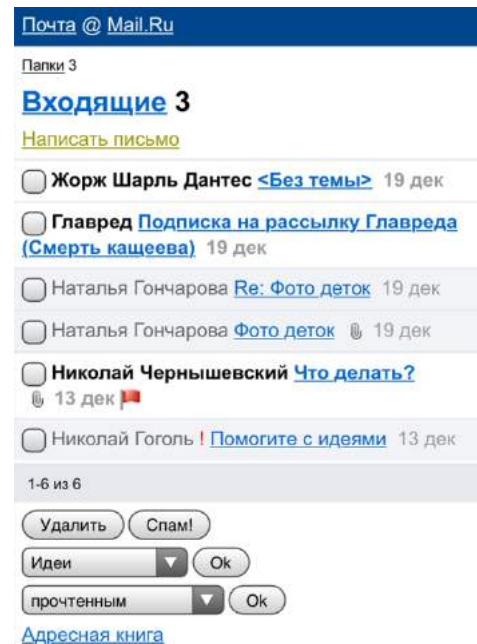 Почта @ Mail.Ru
Папки 3
Входящие 3
Написать письмо
Жорж Шарль Дантес <Без темы> 19 дек
Главред Подписка на рассылку Главреда
(Смерть кащеева) 19 дек
Наталья Гончарова Re: Фото деток 19 дек
Наталья Гончарова Фото деток 19 дек
Николай Чернышевский Что делать?
13 дек
Николай Гоголь ! Помогите с идеями 13 дек
1-6 из 6
Удалить Спам!
Идеи Ok
прочтенным Ok
Адресная книга